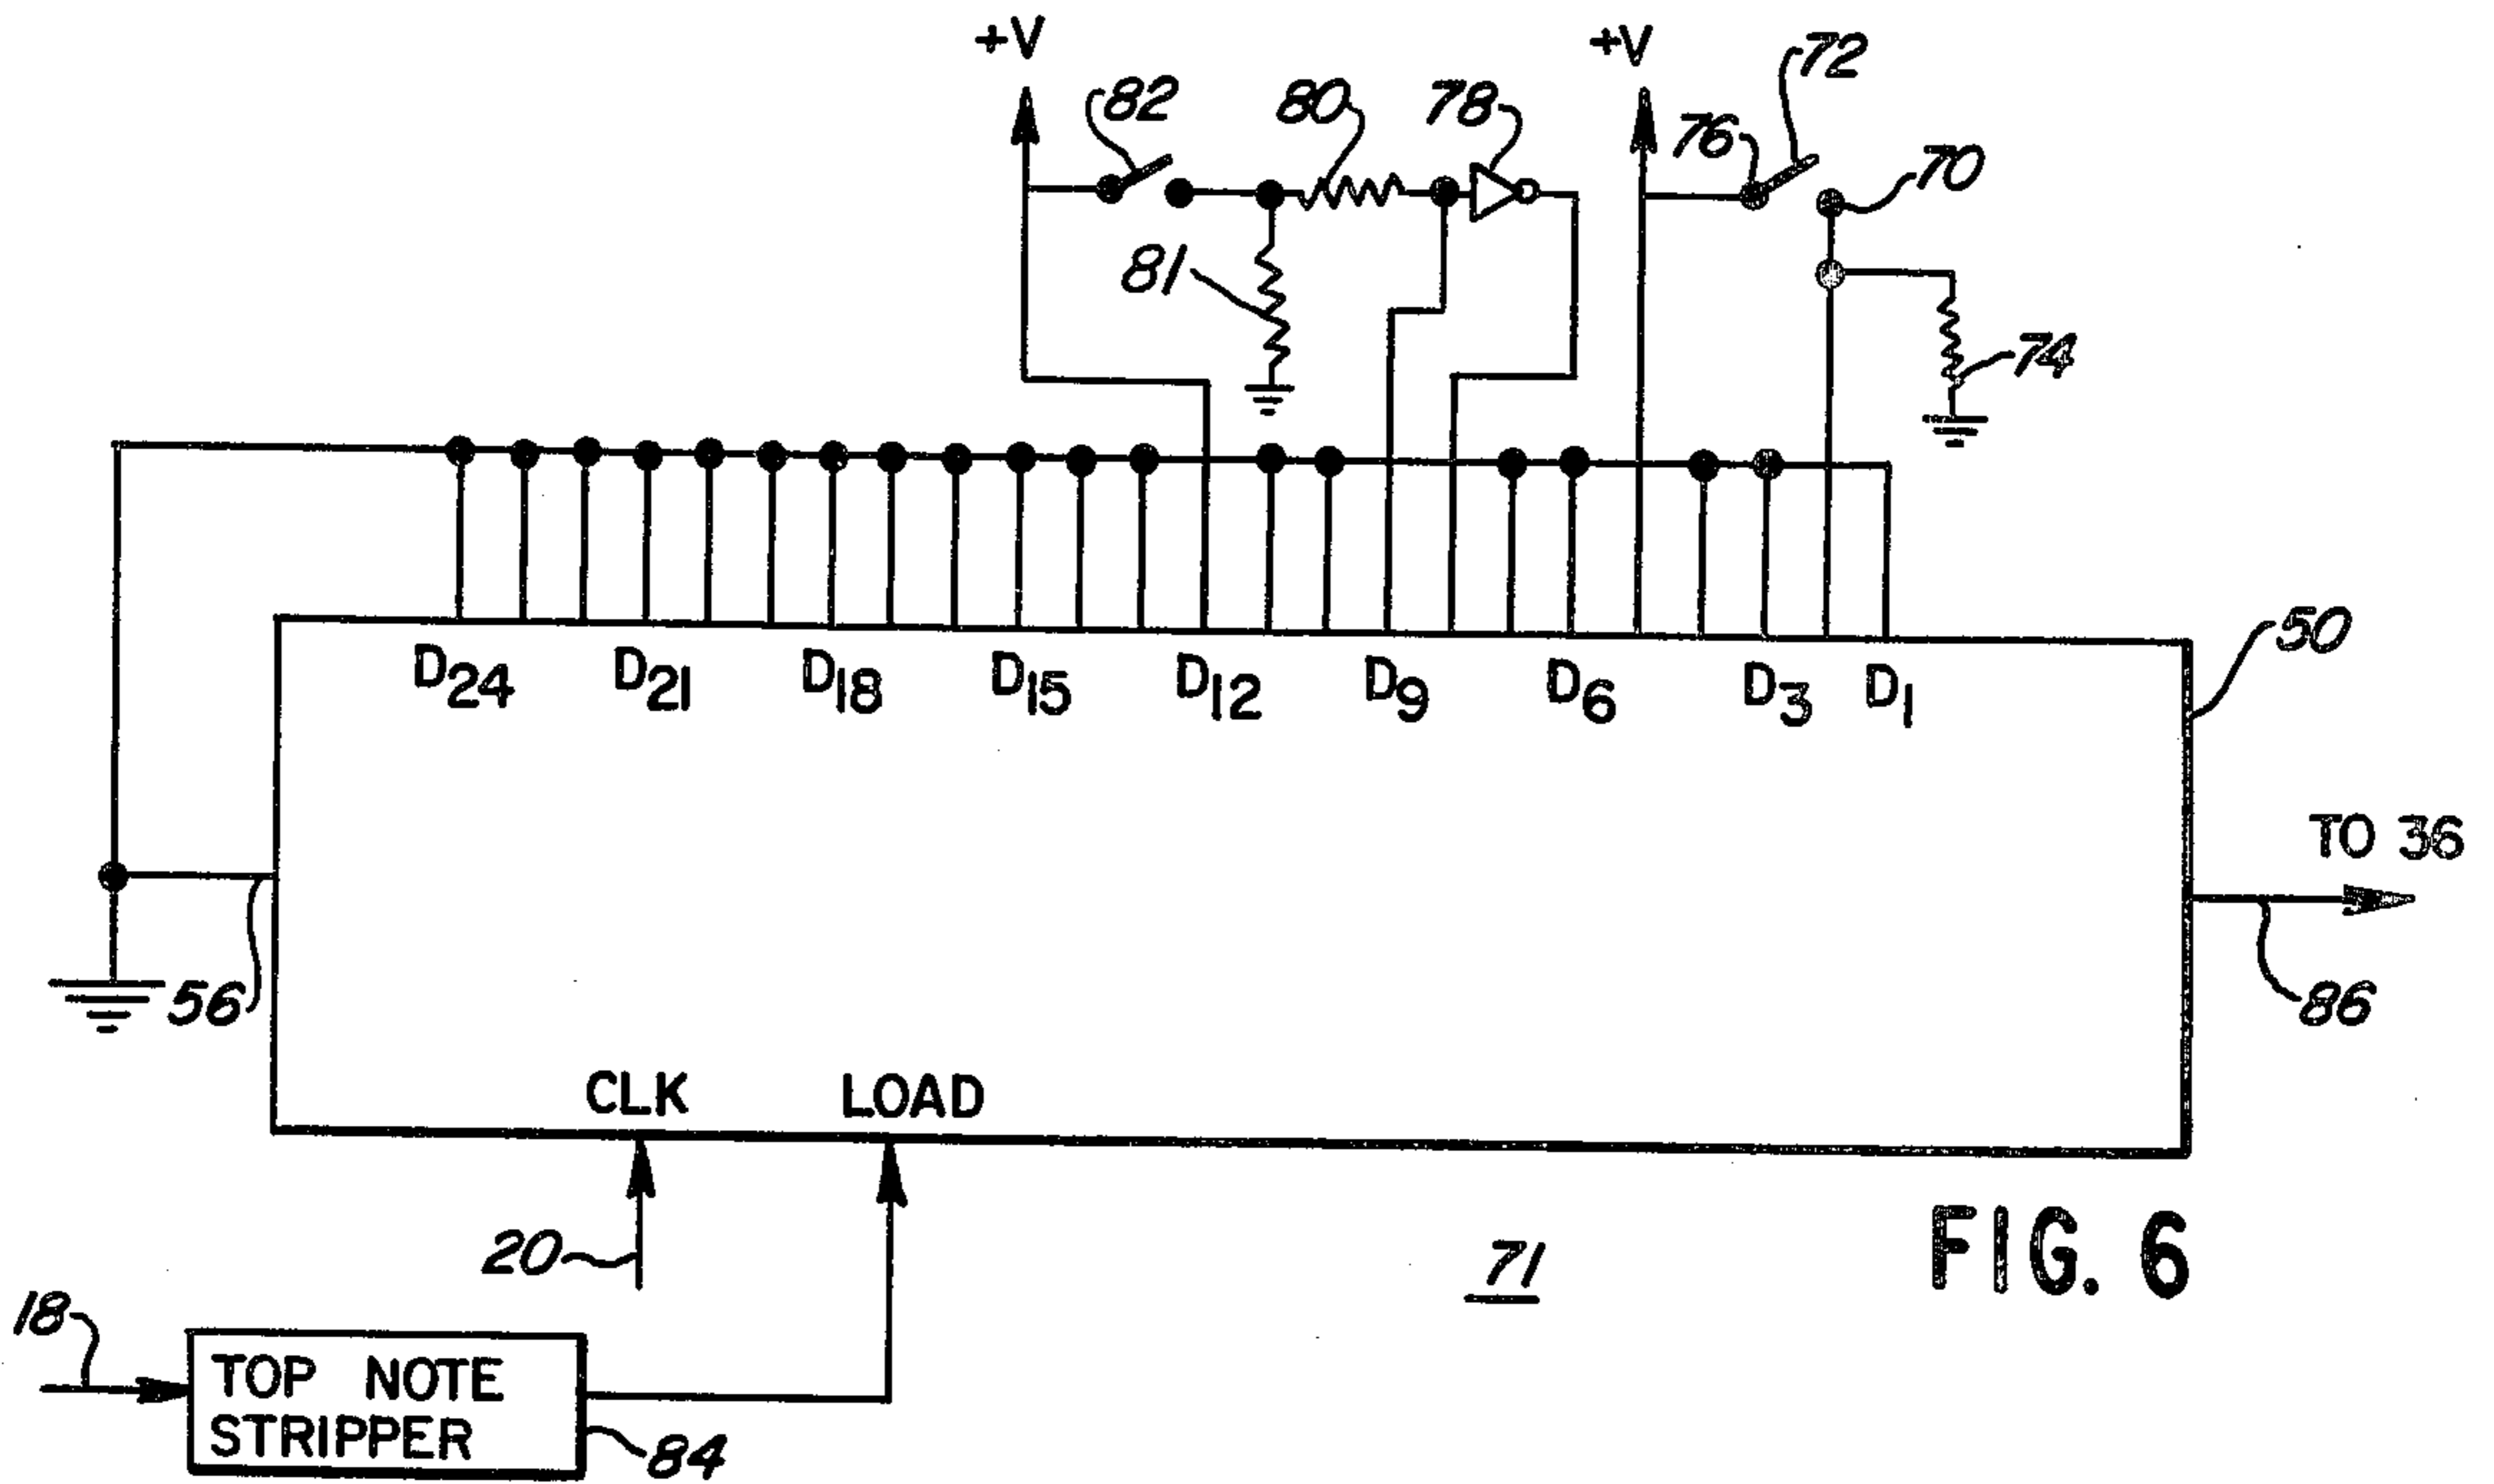 +V
+V
72
82
80
78
76
70
81
74
D24 D21 D18 D15 D12 D9 D6 D3 D1
50
TO 36
56
86
CLK
LOAD
20
71
FIG. 6
18
TOP NOTE
STRIPPER
84